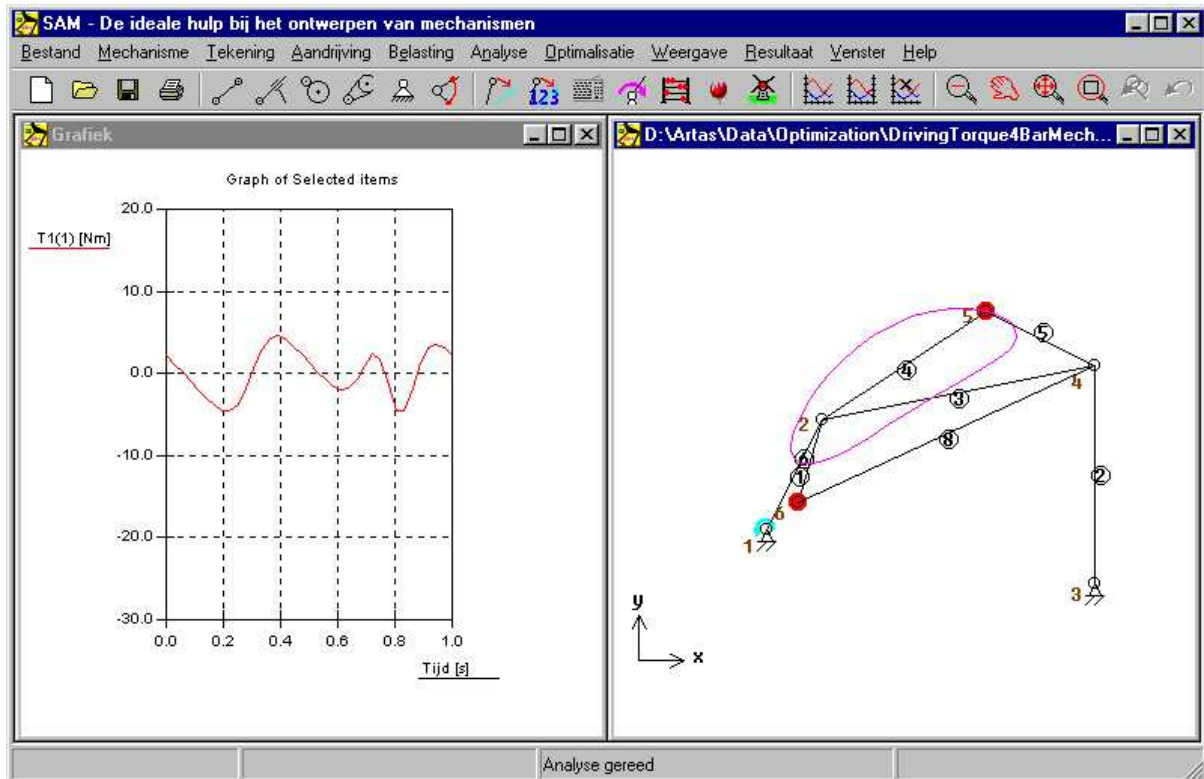 SAM - De ideale hulp bij het ontwerpen van mechanismen
Bestand Mechanisme Tekening Aandrijving Belasting Analyse Optimalisatie Weergave Resultaat Venster Help
123
Grafiek
Graph of Selected items
T1(1) [Nm]
20.0
10.0
0.0
-10.0
-20.0
-30.0
0.0 0.2 0.4 0.6 0.8 1.0
Tijd [s]
D:\Artas\Data\Optimization\DrivingTorque4BarMech...
5
5
4
4
3
2
8
6
1
2
6
1
3
y
x
Analyse gereed